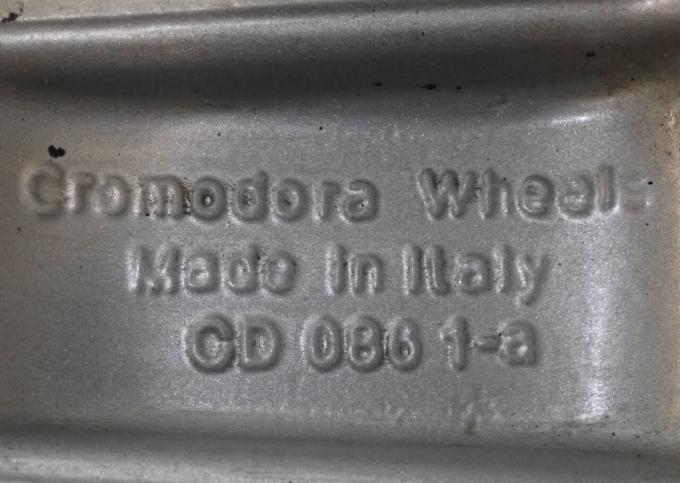 Cromodora Wheels
Made in Italy
CD 086 1-a